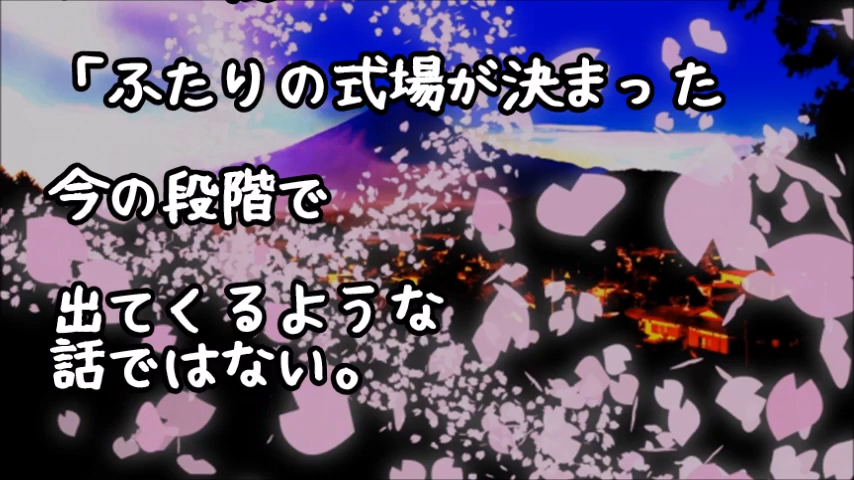 「ふたりの式場が決まった
今の段階で
出てくるような
話ではない。